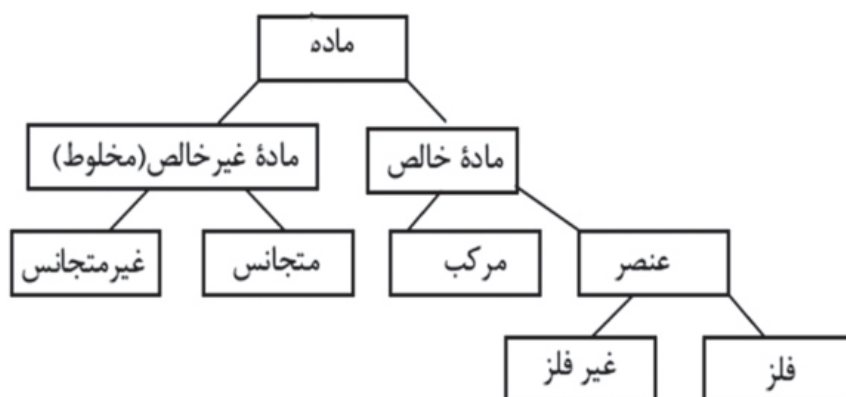 ماده
مادهٔ خالص
مادهٔ غیرخالص(مخلوط)
عنصر
مرکب
متجانس
غیرمتجانس
فلز
غیر فلز